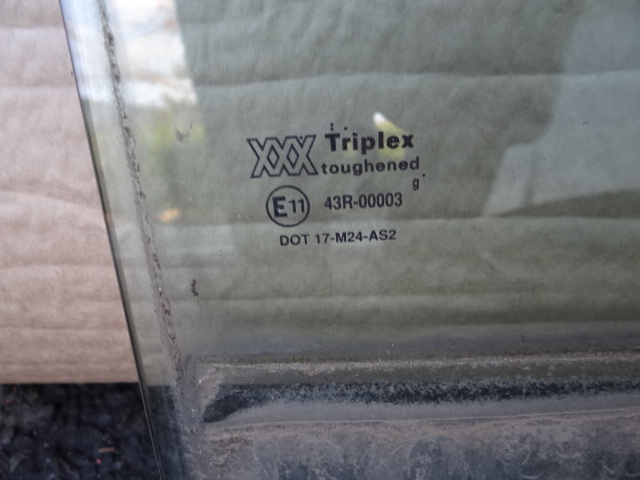 XXX Triplex
toughened
g
E11 43R-00003
DOT 17-M24-AS2